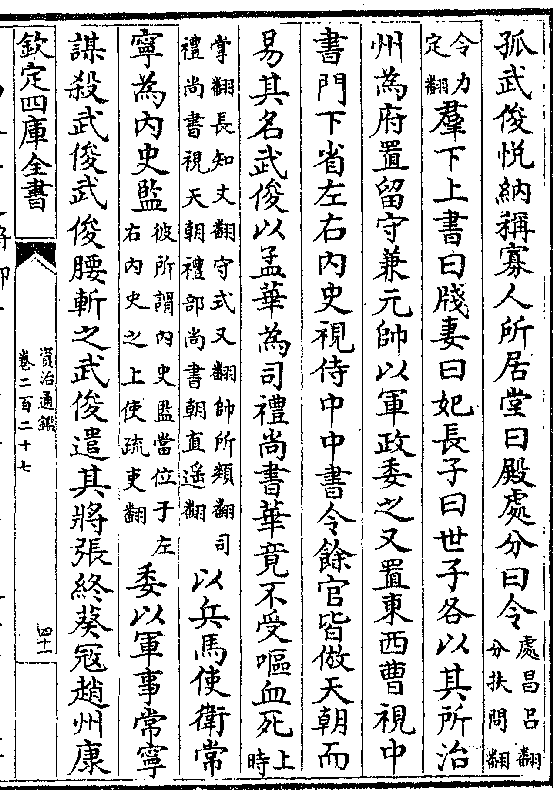 孤武俊悅納稱寡人所居堂曰殿處分曰令處昌呂翻分扶問翻
令力定翻羣下上書曰牋妻曰妃長子曰世子各以其所治
州為府置留守兼元帥以軍政委之又置東西曹視中
書門下省左右內史視侍中中書令餘官皆倣天朝而
易其名武俊以孟華為司禮尚書華竟不受嘔血死上時
掌翻長知丈翻守式又翻帥所類翻司禮尚書視天朝禮部尚書朝直遥翻以兵馬使衛常
寧為內史監彼所謂內史監當位于左右內史之上使疏吏翻委以軍事常寧
謀殺武俊武俊腰斬之武俊遣其將張終葵寇趙州康
欽定四庫全書
資治通鑑
卷二百二十七
四十一